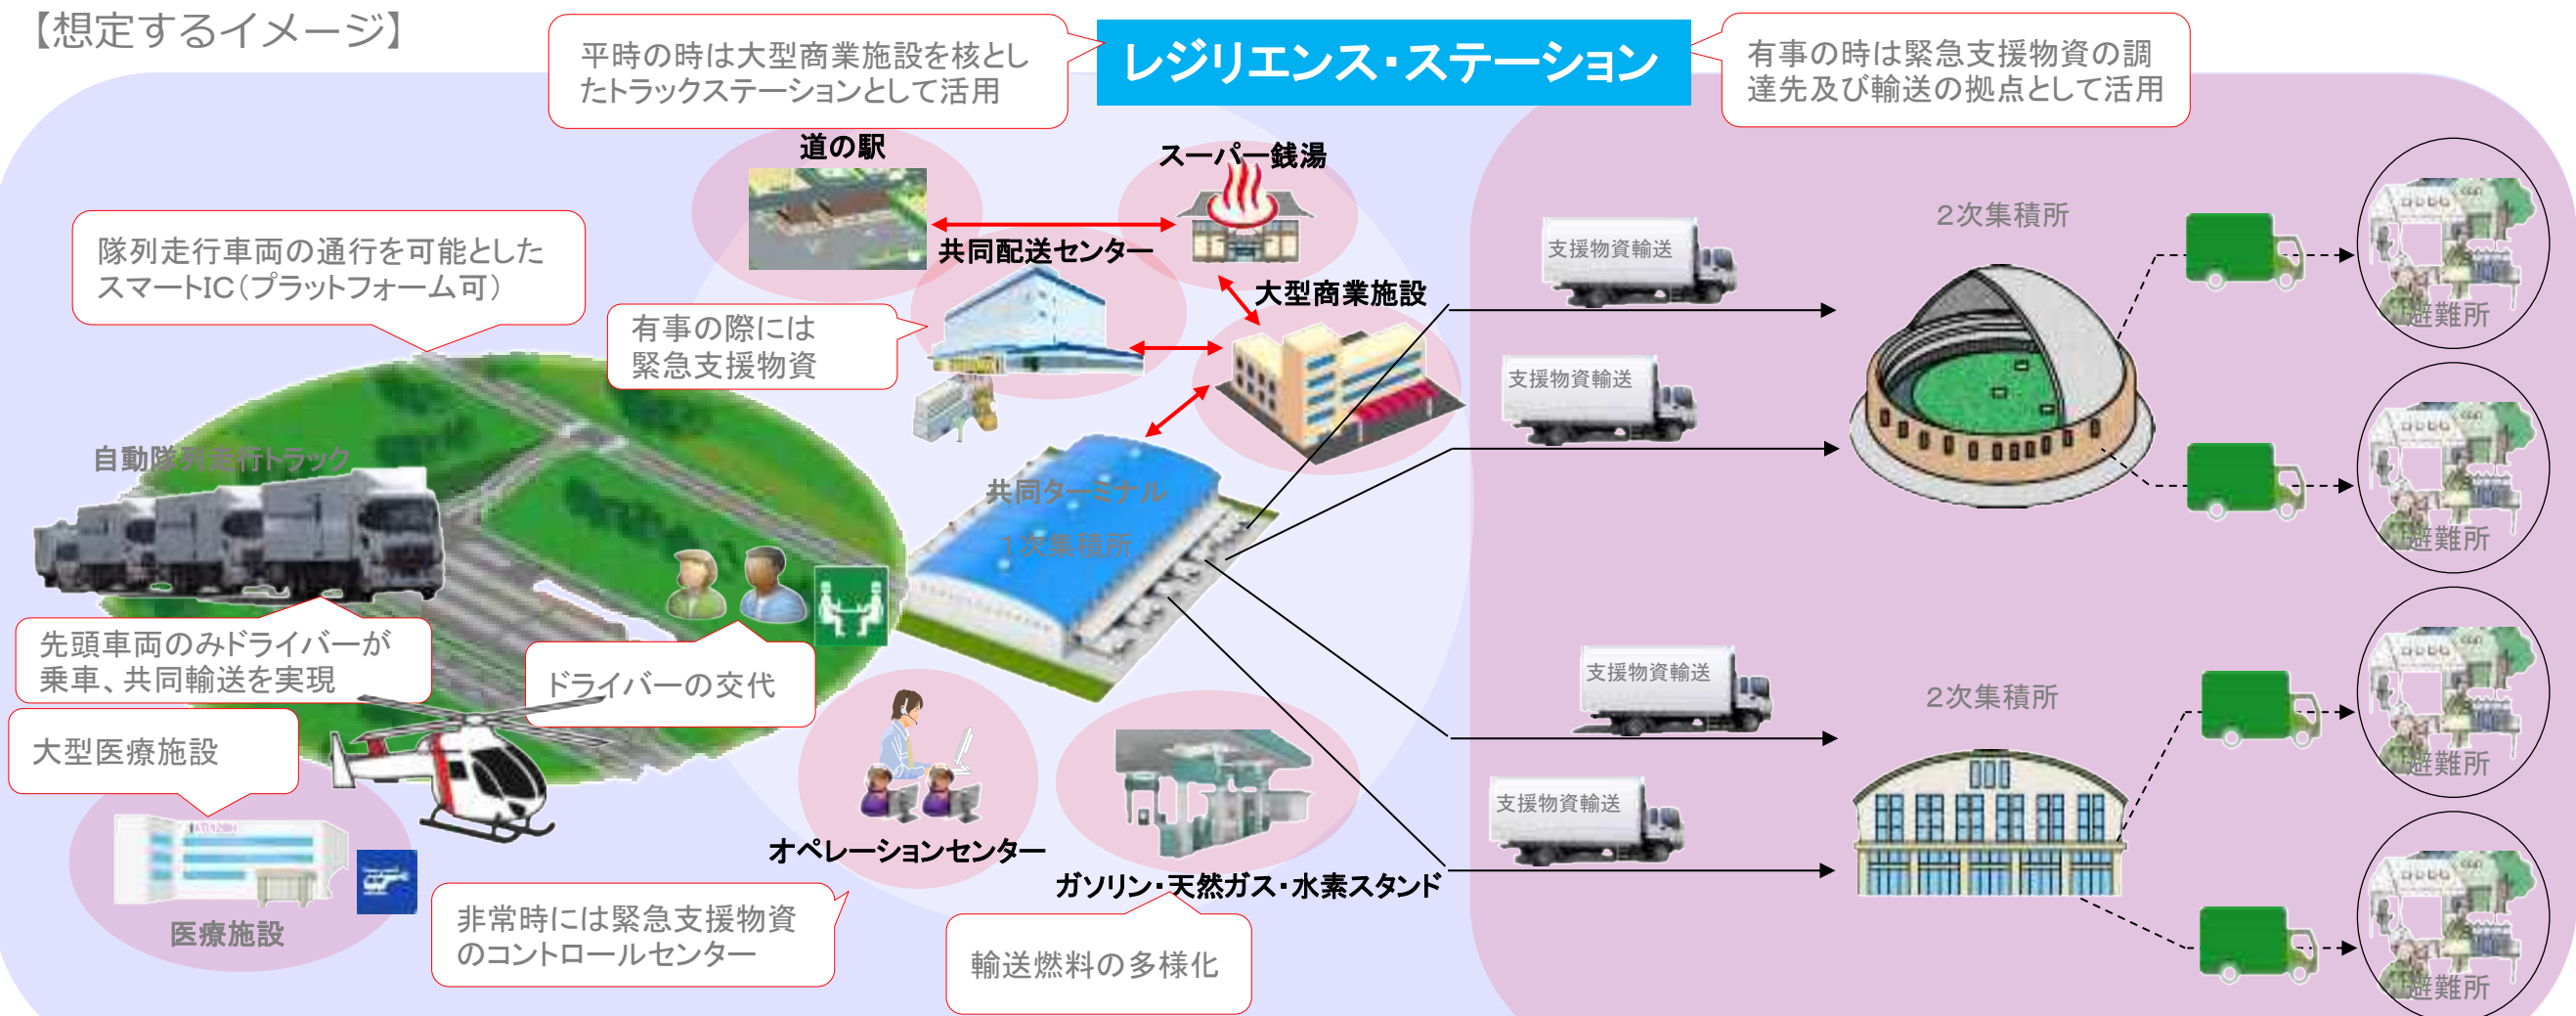 【想定するイメージ】
平時の時は大型商業施設を核とし
たトラックステーションとして活用
レジリエンス・ステーション
有事の時は緊急支援物資の調
達先及び輸送の拠点として活用
道の駅
スーパー銭湯
隊列走行車両の通行を可能とした
スマートIC（プラットフォーム可）
共同配送センター
大型商業施設
有事の際には
緊急支援物資
支援物資輸送
2次集積所
避難所
支援物資輸送
避難所
自動隊列走行トラック
共同ターミナル
1次集積所
先頭車両のみドライバーが
乗車、共同輸送を実現
ドライバーの交代
支援物資輸送
2次集積所
避難所
大型医療施設
支援物資輸送
避難所
オペレーションセンター
ガソリン・天然ガス・水素スタンド
医療施設
非常時には緊急支援物資
のコントロールセンター
輸送燃料の多様化